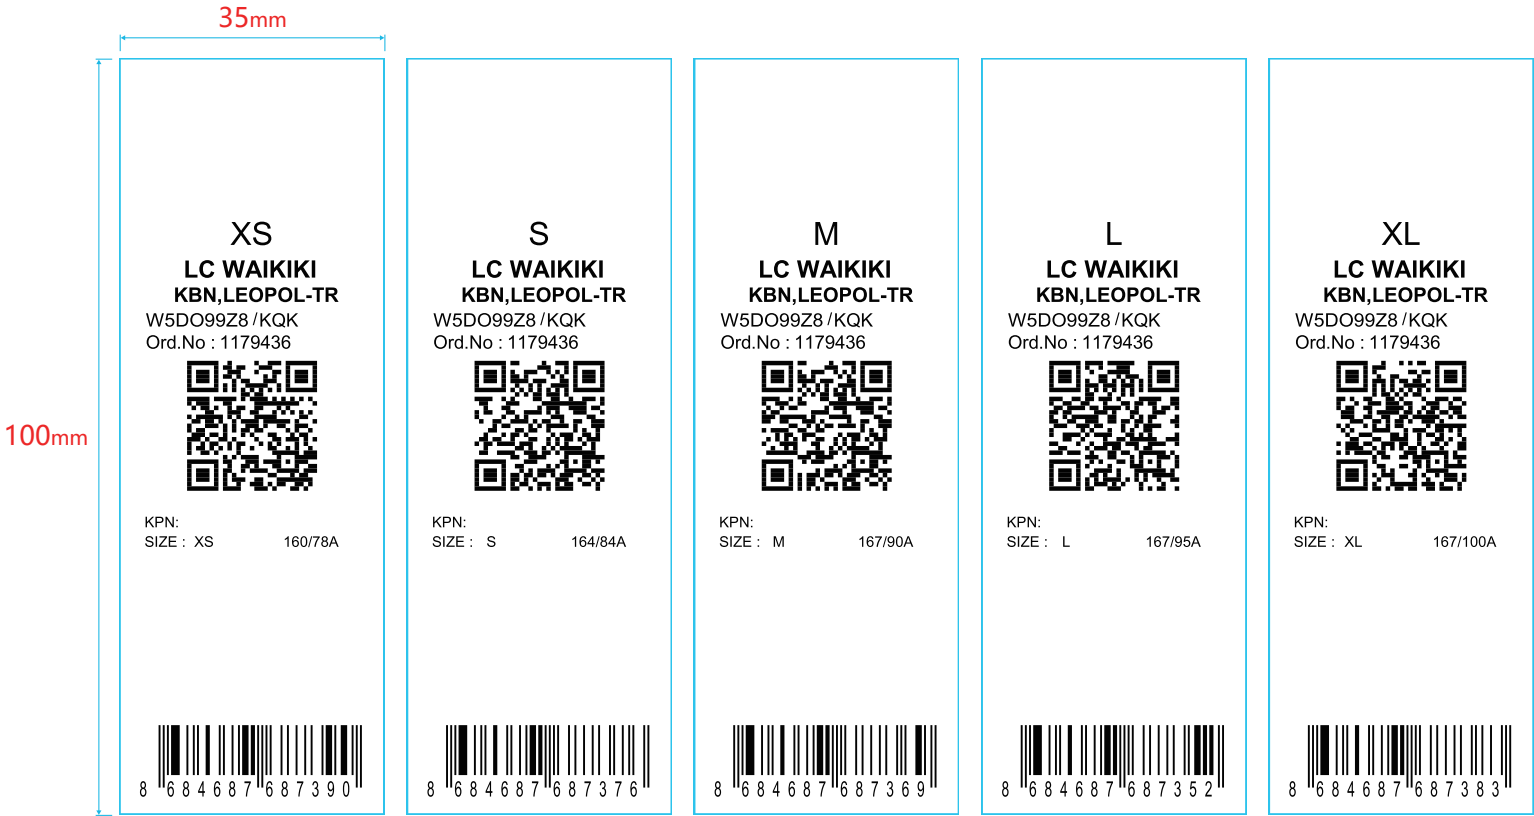 35mm
100mm
XS
LC WAIKIKI
KBN,LEOPOL-TR
W5DO99Z8 /KQK
Ord.No : 1179436
KPN:
SIZE : XS 160/78A
8 684687 687390
S
LC WAIKIKI
KBN,LEOPOL-TR
W5DO99Z8 /KQK
Ord.No : 1179436
KPN:
SIZE : S 164/84A
8 684687 687376
M
LC WAIKIKI
KBN,LEOPOL-TR
W5DO99Z8 /KQK
Ord.No : 1179436
KPN:
SIZE : M 167/90A
8 684687 687369
L
LC WAIKIKI
KBN,LEOPOL-TR
W5DO99Z8 /KQK
Ord.No : 1179436
KPN:
SIZE : L 167/95A
8 684687 687352
XL
LC WAIKIKI
KBN,LEOPOL-TR
W5DO99Z8 /KQK
Ord.No : 1179436
KPN:
SIZE : XL 167/100A
8 684687 687383